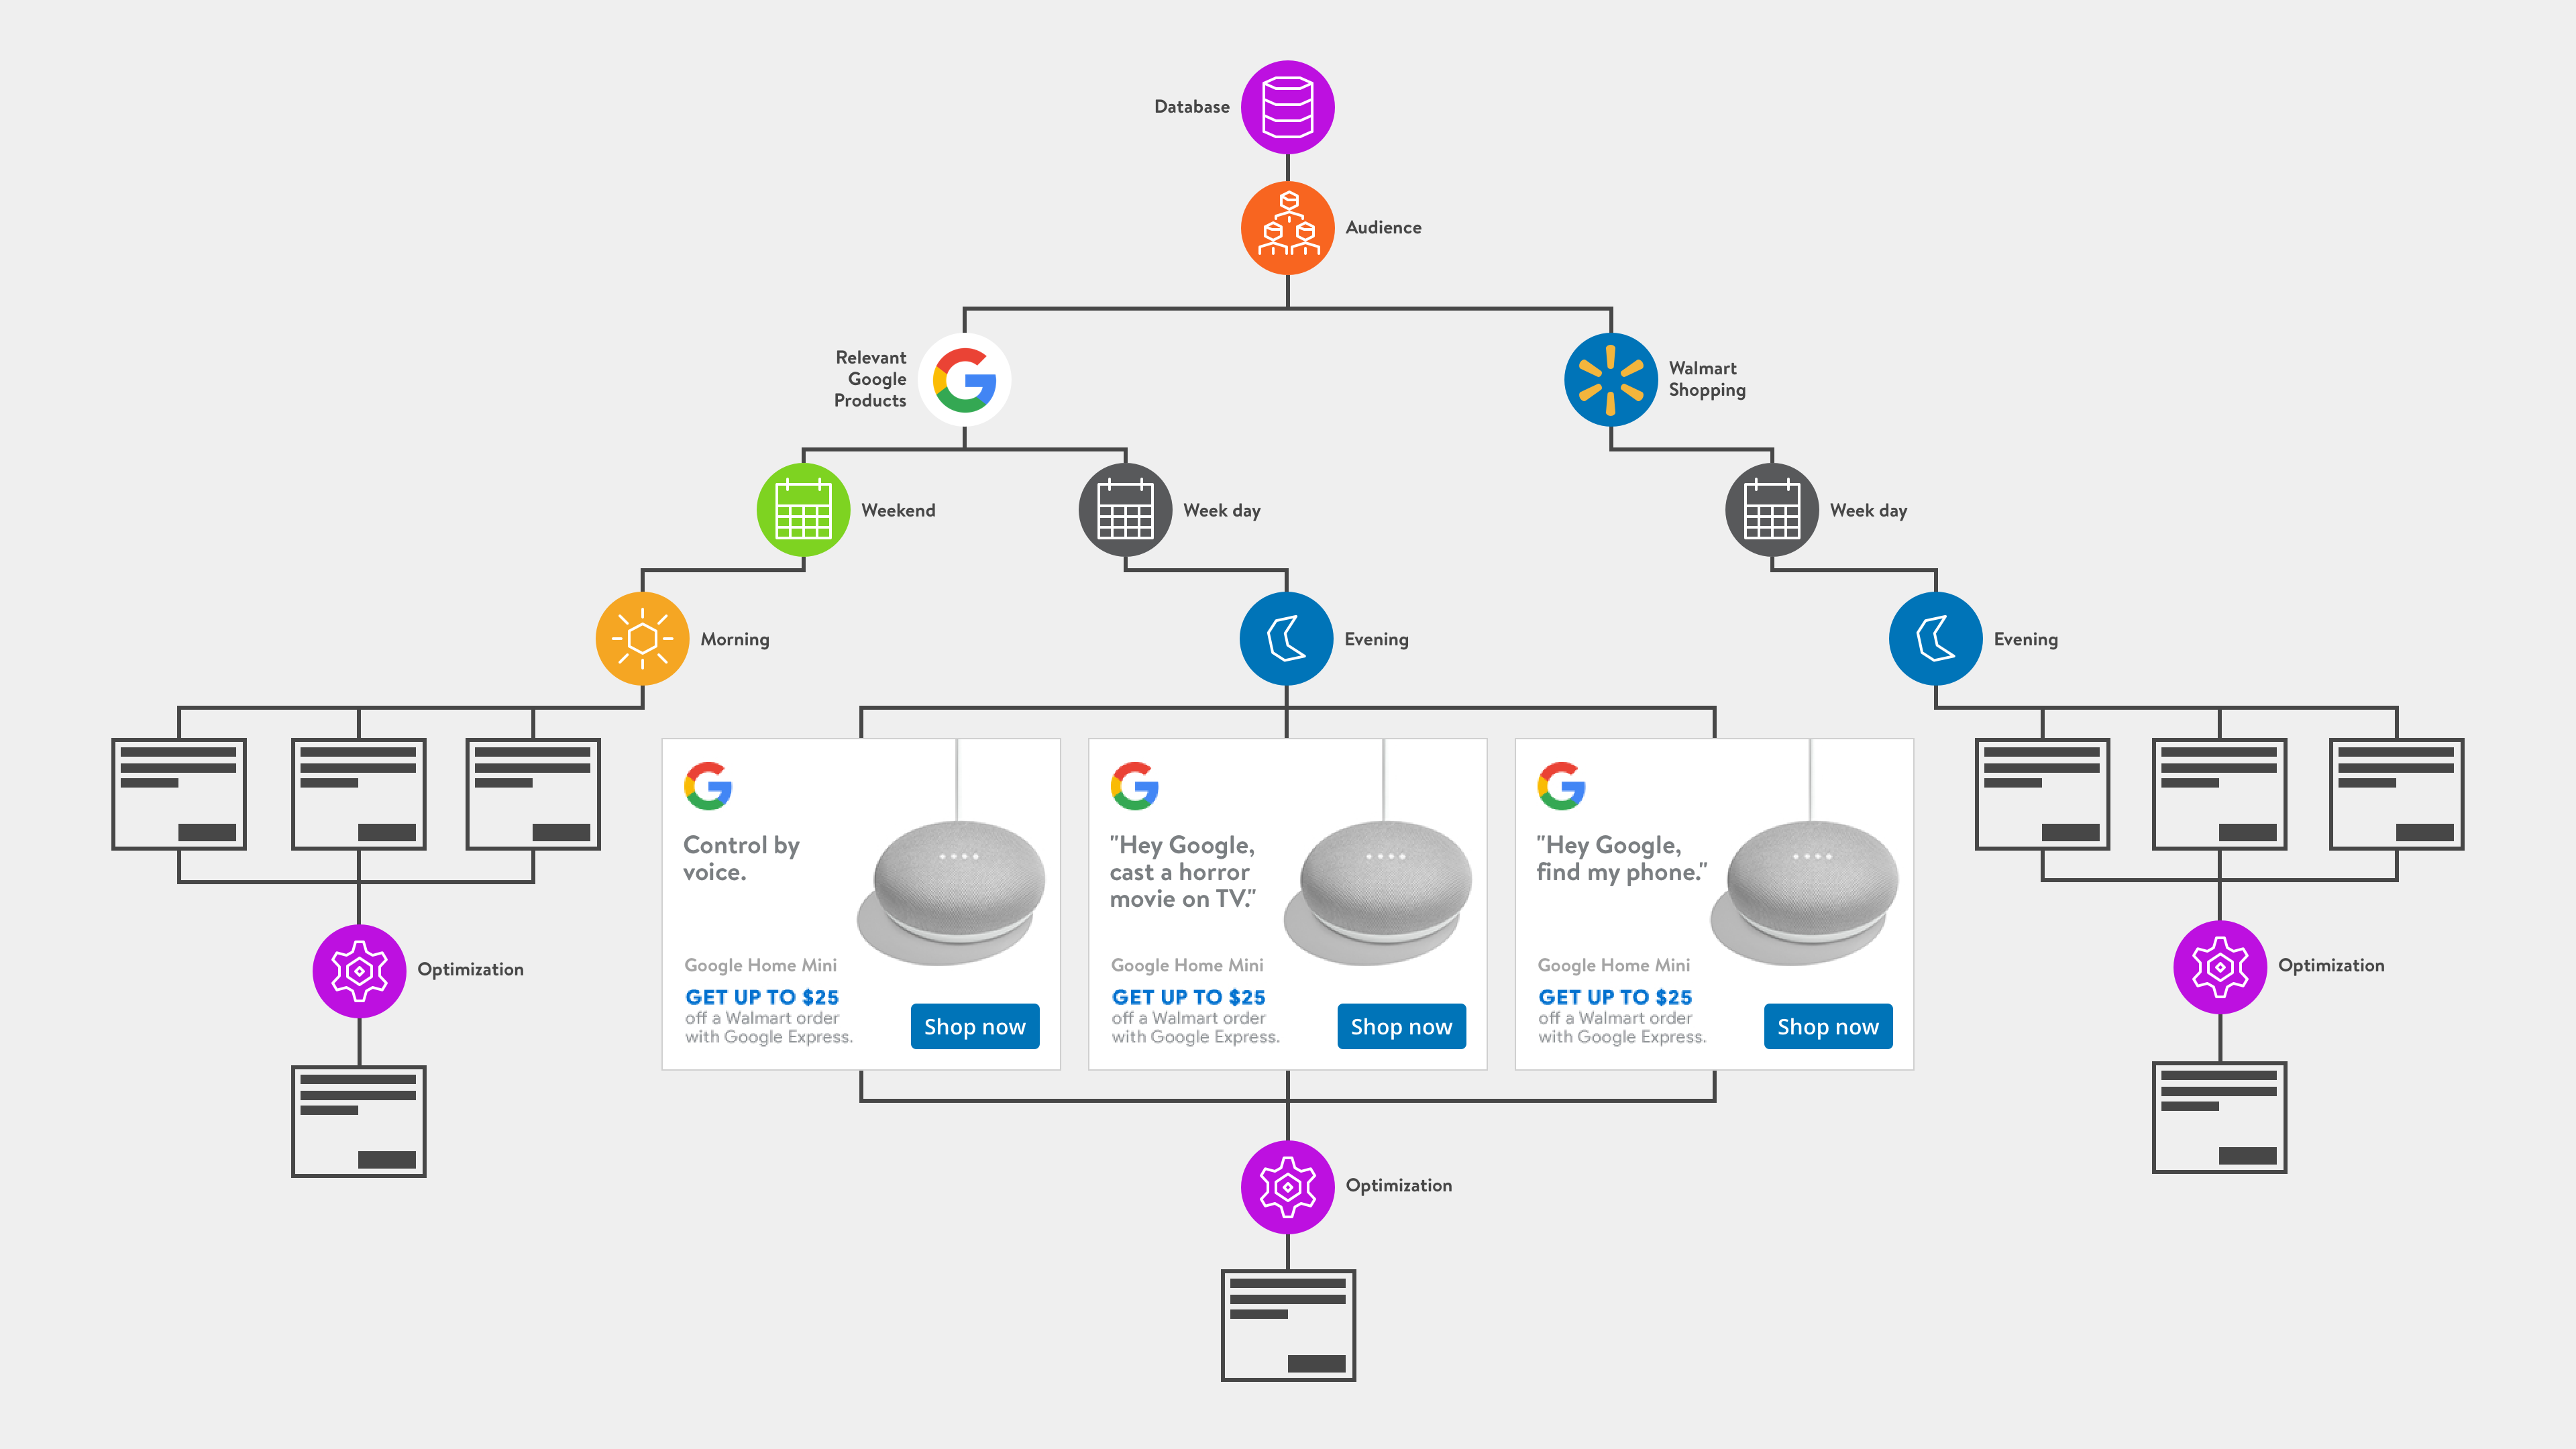 Database
Audience
Relevant
Google
Products
Walmart
Shopping
Weekend
Week day
Week day
Morning
Evening
Evening
Control by
voice.
Google Home Mini
GET UP TO $25
off a Walmart order
with Google Express.
Shop now
"Hey Google,
cast a horror
movie on TV."
Google Home Mini
GET UP TO $25
off a Walmart order
with Google Express.
Shop now
"Hey Google,
find my phone."
Google Home Mini
GET UP TO $25
off a Walmart order
with Google Express.
Shop now
Optimization
Optimization
Optimization